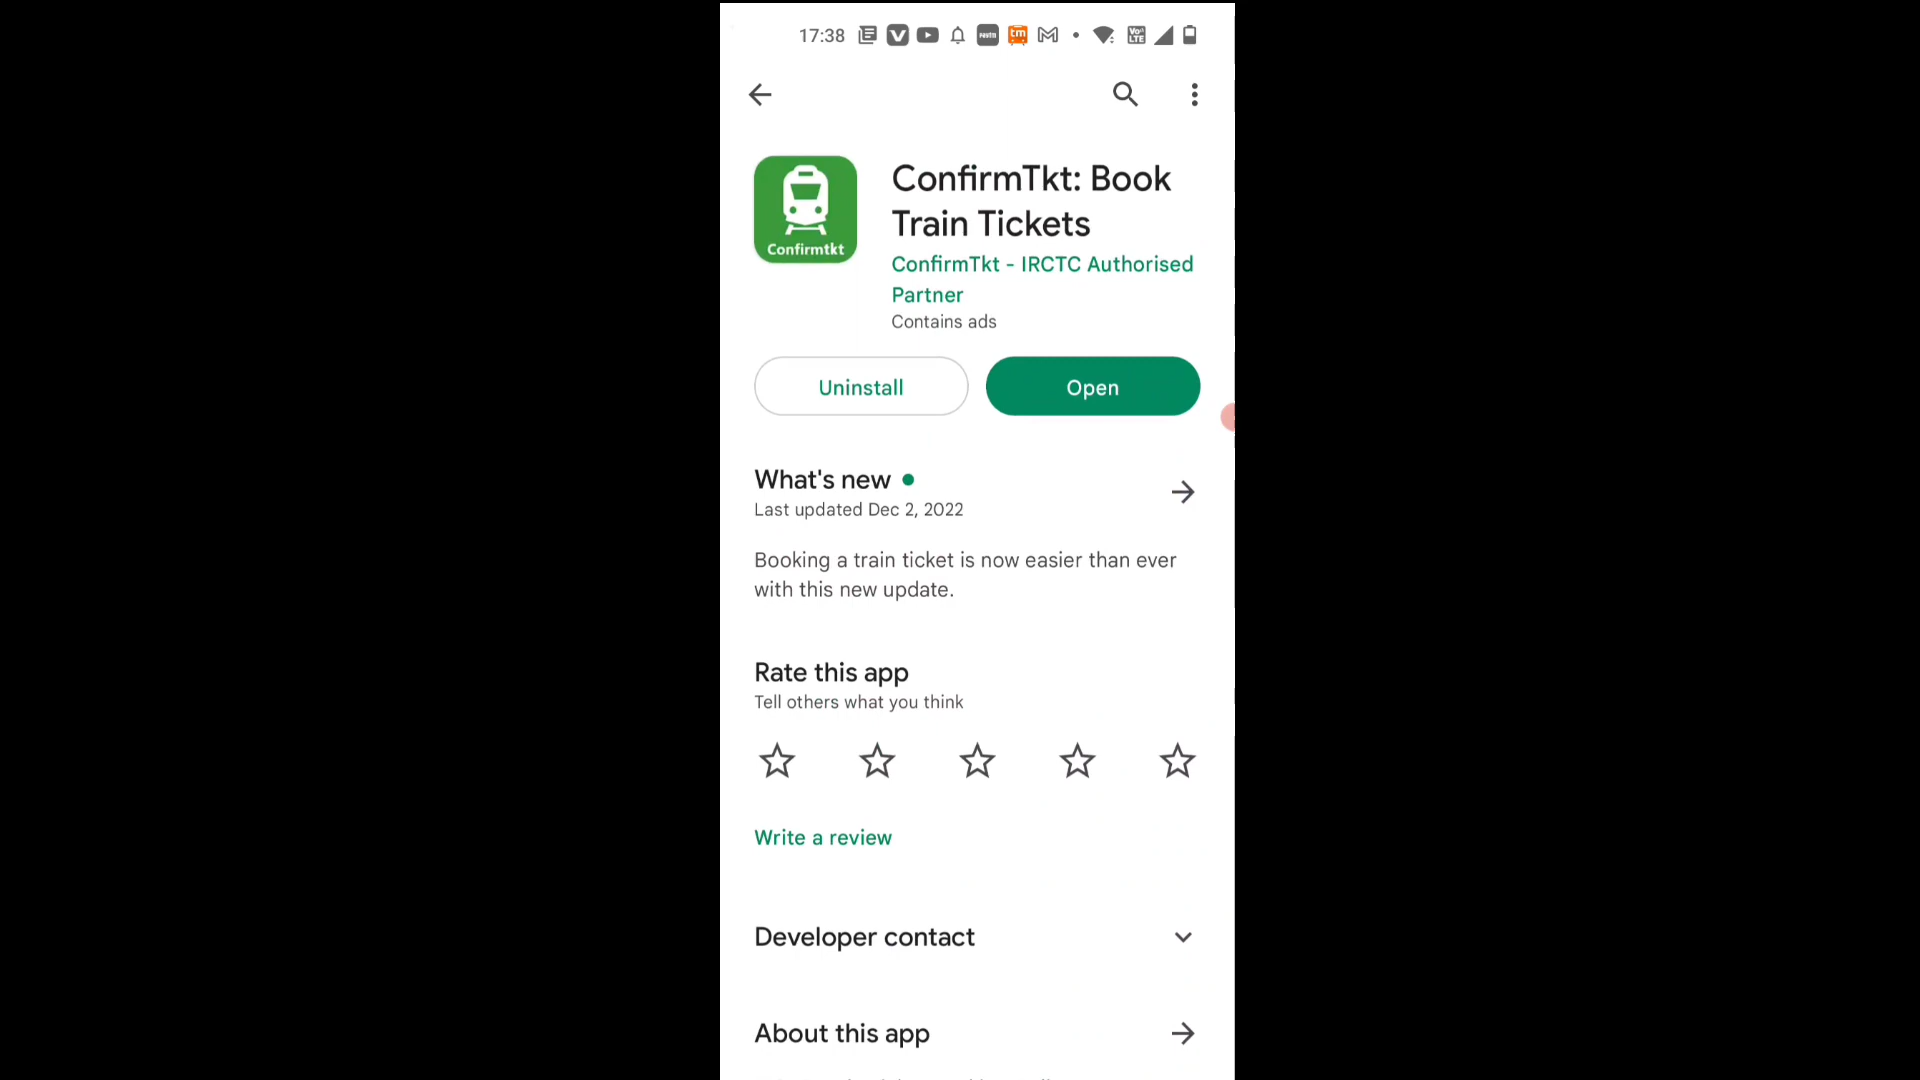 17:38
ConfirmTkt: Book
Train Tickets
Confirmtkt
ConfirmTkt - IRCTC Authorised
Partner
Contains ads
Uninstall
Open
What's new
Last updated Dec 2, 2022
Booking a train ticket is now easier than ever
with this new update.
Rate this app
Tell others what you think
Write a review
Developer contact
About this app